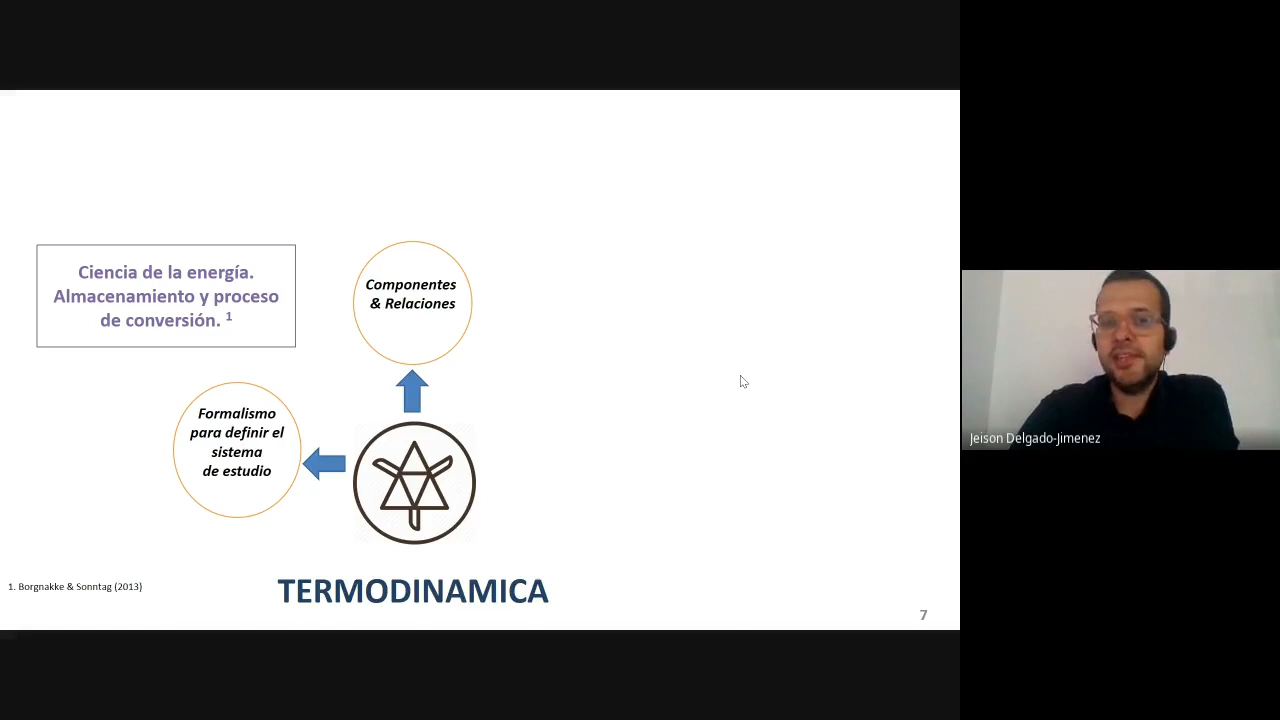 Ciencia de la energía.
Almacenamiento y proceso
de conversión. 1
Componentes
& Relaciones
Formalismo
para definir el
sistema
de estudio
1. Borgnakke & Sonntag (2013)
TERMODINAMICA
7
Jeison Delgado-Jimenez